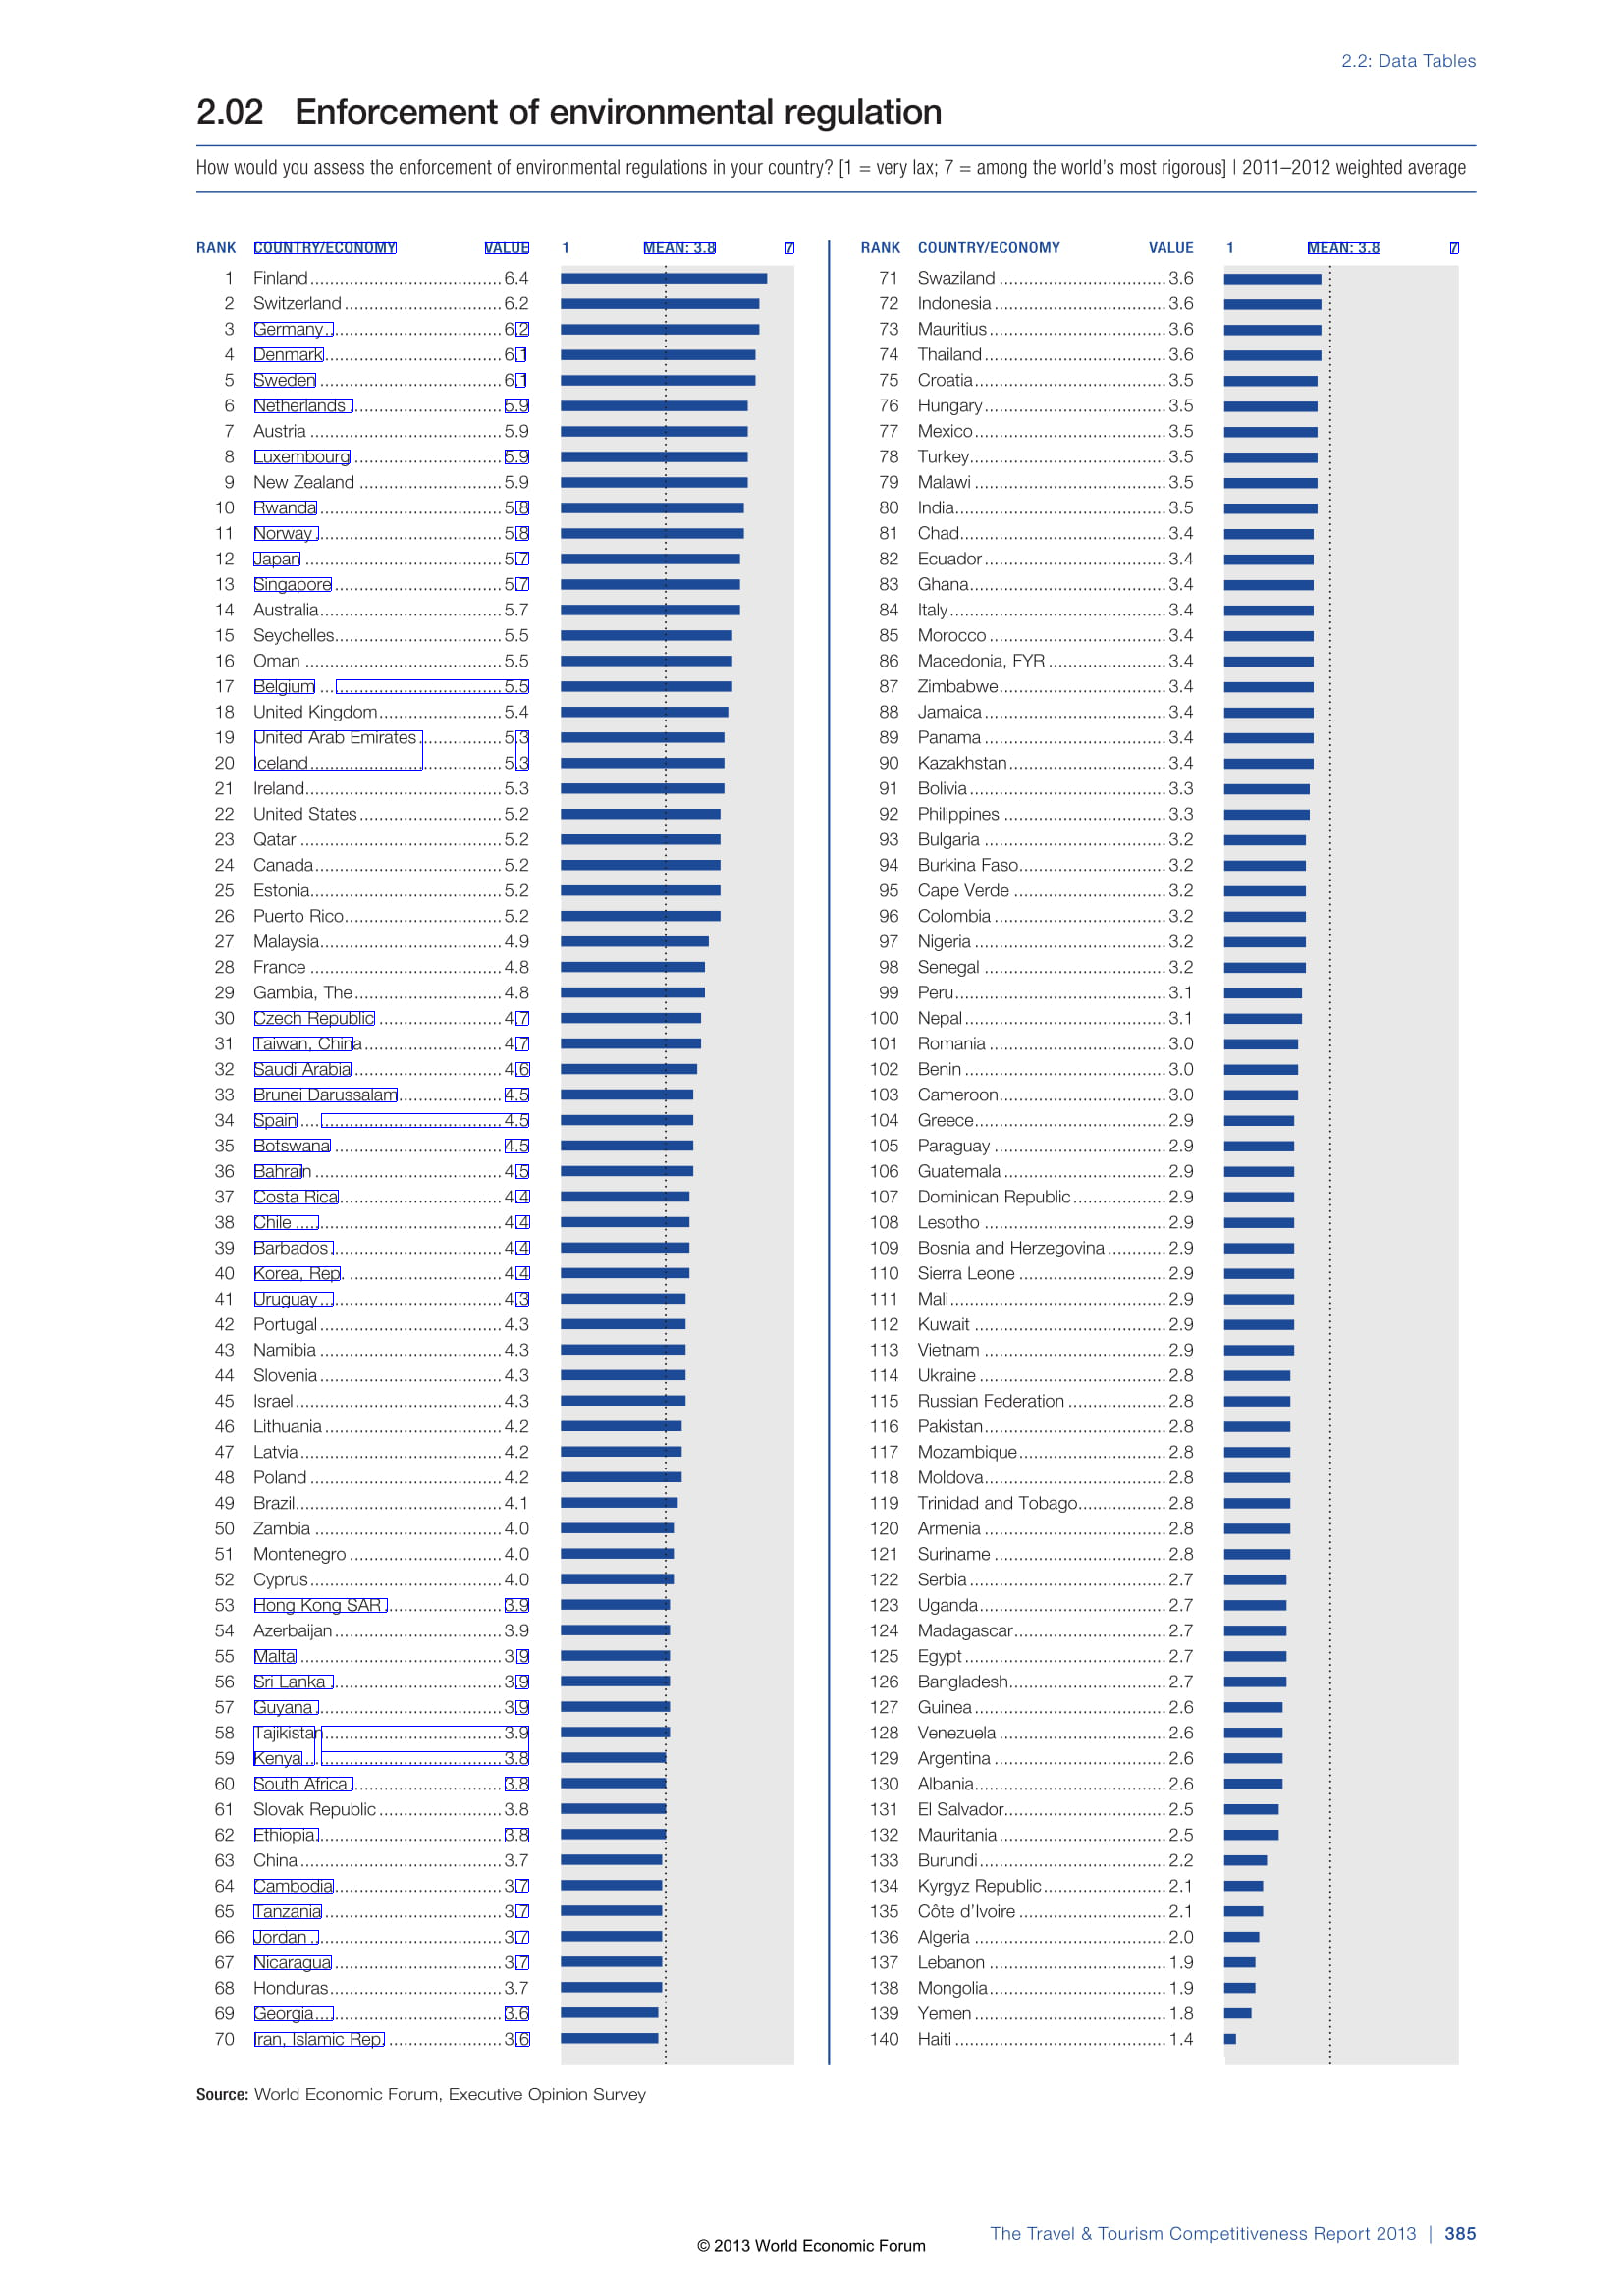 2.2: Data Tables
2.02 Enforcement of environmental regulation
How would you assess the enforcement of environmental regulations in your country? [1 = very lax; 7 = among the world's most rigorous] | 2011–2012 weighted average
RANK COUNTRY/ECONOMY VALUE 1 MEAN: 3.8 7
1 Finland 6.4
2 Switzerland 6.2
3 Germany 6.2
4 Denmark 6.1
5 Sweden 6.1
6 Netherlands 5.9
7 Austria 5.9
8 Luxembourg 5.9
9 New Zealand 5.9
10 Rwanda 5.8
11 Norway 5.8
12 Japan 5.7
13 Singapore 5.7
14 Australia 5.7
15 Seychelles 5.5
16 Oman 5.5
17 Belgium 5.5
18 United Kingdom 5.4
19 United Arab Emirates 5.3
20 Iceland 5.3
21 Ireland 5.3
22 United States 5.2
23 Qatar 5.2
24 Canada 5.2
25 Estonia 5.2
26 Puerto Rico 5.2
27 Malaysia 4.9
28 France 4.8
29 Gambia, The 4.8
30 Czech Republic 4.7
31 Taiwan, China 4.7
32 Saudi Arabia 4.6
33 Brunei Darussalam 4.5
34 Spain 4.5
35 Botswana 4.5
36 Bahrain 4.5
37 Costa Rica 4.4
38 Chile 4.4
39 Barbados 4.4
40 Korea, Rep. 4.4
41 Uruguay 4.3
42 Portugal 4.3
43 Namibia 4.3
44 Slovenia 4.3
45 Israel 4.3
46 Lithuania 4.2
47 Latvia 4.2
48 Poland 4.2
49 Brazil 4.1
50 Zambia 4.0
51 Montenegro 4.0
52 Cyprus 4.0
53 Hong Kong SAR 3.9
54 Azerbaijan 3.9
55 Malta 3.9
56 Sri Lanka 3.9
57 Guyana 3.9
58 Tajikistan 3.9
59 Kenya 3.8
60 South Africa 3.8
61 Slovak Republic 3.8
62 Ethiopia 3.8
63 China 3.7
64 Cambodia 3.7
65 Tanzania 3.7
66 Jordan 3.7
67 Nicaragua 3.7
68 Honduras 3.7
69 Georgia 3.6
70 Iran, Islamic Rep. 3.6
RANK COUNTRY/ECONOMY VALUE 1 MEAN: 3.8 7
71 Swaziland 3.6
72 Indonesia 3.6
73 Mauritius 3.6
74 Thailand 3.6
75 Croatia 3.5
76 Hungary 3.5
77 Mexico 3.5
78 Turkey 3.5
79 Malawi 3.5
80 India 3.5
81 Chad 3.4
82 Ecuador 3.4
83 Ghana 3.4
84 Italy 3.4
85 Morocco 3.4
86 Macedonia, FYR 3.4
87 Zimbabwe 3.4
88 Jamaica 3.4
89 Panama 3.4
90 Kazakhstan 3.4
91 Bolivia 3.3
92 Philippines 3.3
93 Bulgaria 3.2
94 Burkina Faso 3.2
95 Cape Verde 3.2
96 Colombia 3.2
97 Nigeria 3.2
98 Senegal 3.2
99 Peru 3.1
100 Nepal 3.1
101 Romania 3.0
102 Benin 3.0
103 Cameroon 3.0
104 Greece 2.9
105 Paraguay 2.9
106 Guatemala 2.9
107 Dominican Republic 2.9
108 Lesotho 2.9
109 Bosnia and Herzegovina 2.9
110 Sierra Leone 2.9
111 Mali 2.9
112 Kuwait 2.9
113 Vietnam 2.9
114 Ukraine 2.8
115 Russian Federation 2.8
116 Pakistan 2.8
117 Mozambique 2.8
118 Moldova 2.8
119 Trinidad and Tobago 2.8
120 Armenia 2.8
121 Suriname 2.8
122 Serbia 2.7
123 Uganda 2.7
124 Madagascar 2.7
125 Egypt 2.7
126 Bangladesh 2.7
127 Guinea 2.6
128 Venezuela 2.6
129 Argentina 2.6
130 Albania 2.6
131 El Salvador 2.5
132 Mauritania 2.5
133 Burundi 2.2
134 Kyrgyz Republic 2.1
135 Côte d'Ivoire 2.1
136 Algeria 2.0
137 Lebanon 1.9
138 Mongolia 1.9
139 Yemen 1.8
140 Haiti 1.4
Source: World Economic Forum, Executive Opinion Survey
The Travel & Tourism Competitiveness Report 2013 | 385
© 2013 World Economic Forum